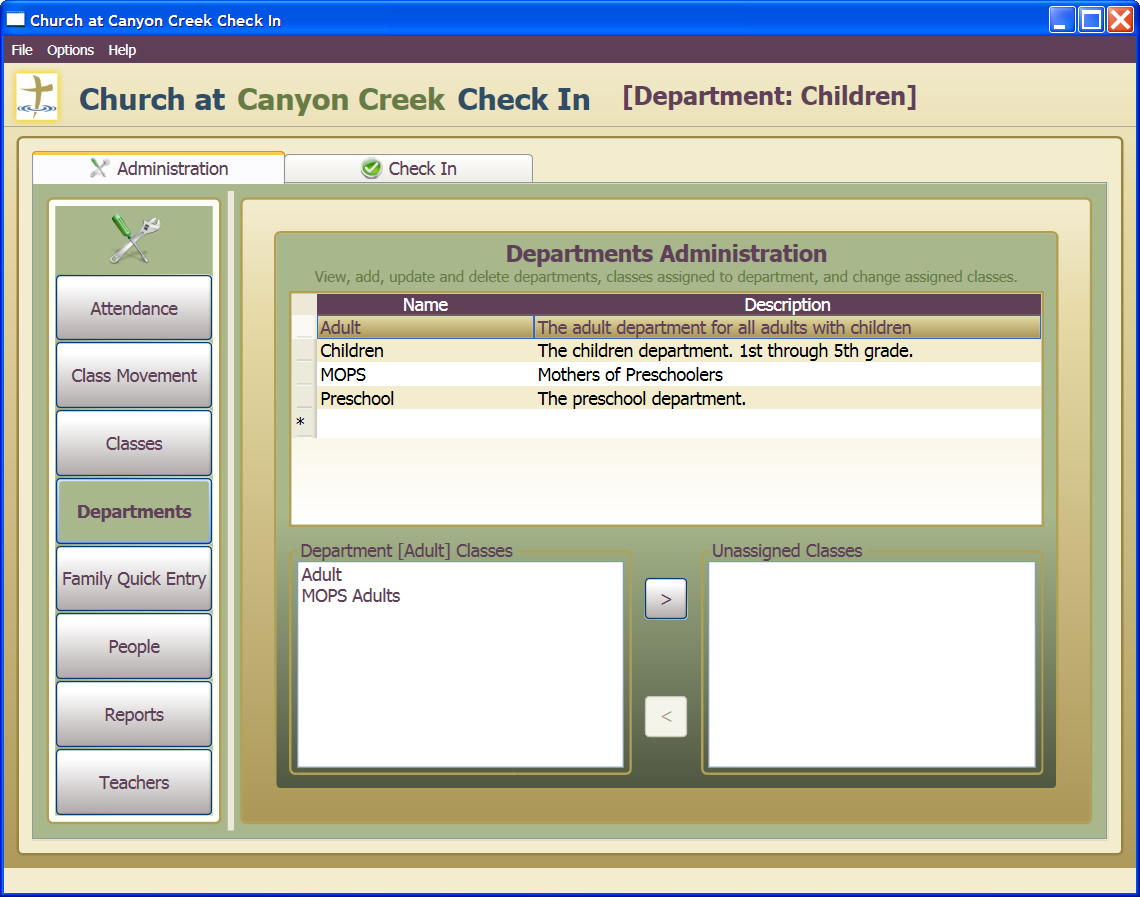 Church at Canyon Creek Check In
File Options Help
Church at Canyon Creek Check In [Department: Children]
Administration Check In
Attendance
Class Movement
Classes
Departments
Family Quick Entry
People
Reports
Teachers
Departments Administration
View, add, update and delete departments, classes assigned to department, and change assigned classes.
Name Description
Adult The adult department for all adults with children
Children The children department. 1st through 5th grade.
MOPS Mothers of Preschoolers
Preschool The preschool department.
*
Department [Adult] Classes
Adult
MOPS Adults
>
<
Unassigned Classes